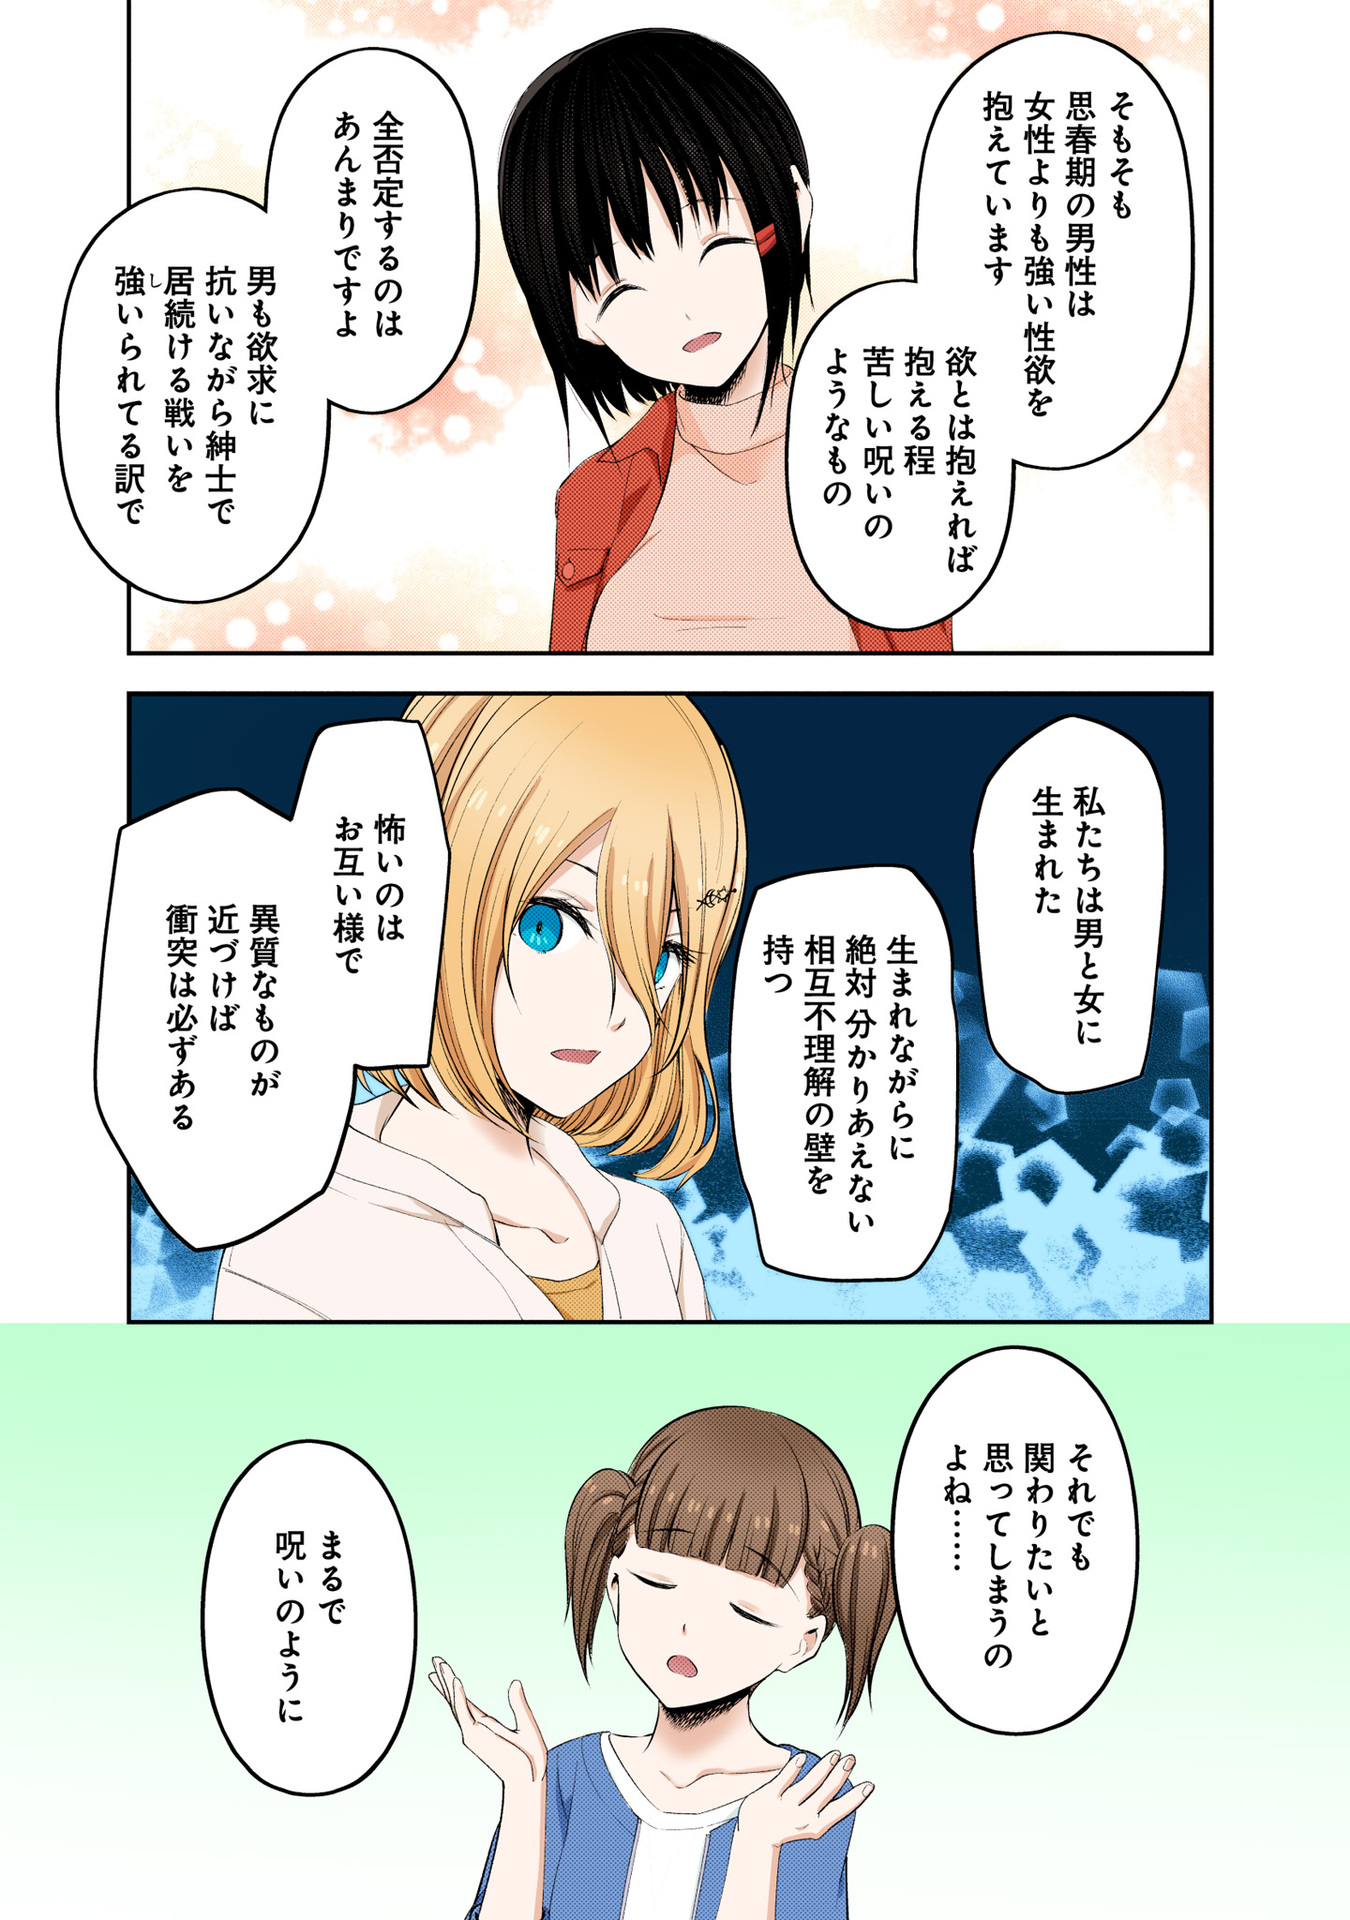 そもそも
思春期の男性は
女性よりも強い性欲を
抱えています
欲とは抱えれば
抱える程
苦しい呪いの
ようなもの
全否定するのは
あんまりですよ
男も欲求に
抗いながら紳士で
居続ける戦いを
強いられてる訳で
し
私たちは男と女に
生まれた
生まれながらに
絶対分かりあえない
相互不理解の壁を
持つ
怖いのは
お互い様で
異質なものが
近づけば
衝突は必ずある
それでも
関わりたいと
思ってしまうの
よね……
まるで
呪いのように